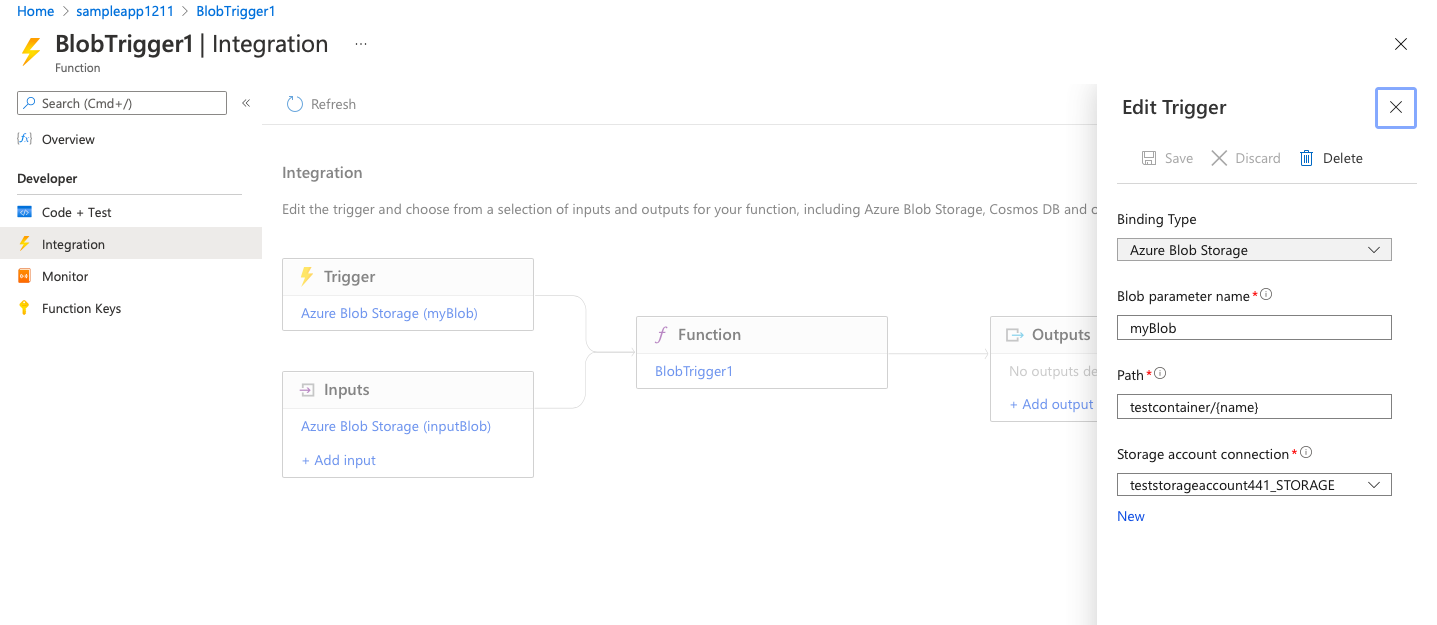 Home > sampleapp1211 > BlobTrigger1
BlobTrigger1 | Integration ...
Function
Search (Cmd+/) «
Overview
Developer
Code + Test
Integration
Monitor
Function Keys
Refresh
Integration
Edit the trigger and choose from a selection of inputs and outputs for your function, including Azure Blob Storage, Cosmos DB and
Trigger
Azure Blob Storage (myBlob)
Inputs
Azure Blob Storage (inputBlob)
+ Add input
Function
BlobTrigger1
Outputs
No outputs de
+ Add output
Edit Trigger
Save Discard Delete
Binding Type
Azure Blob Storage
Blob parameter name*
myBlob
Path*
testcontainer/{name}
Storage account connection*
teststorageaccount441_STORAGE
New